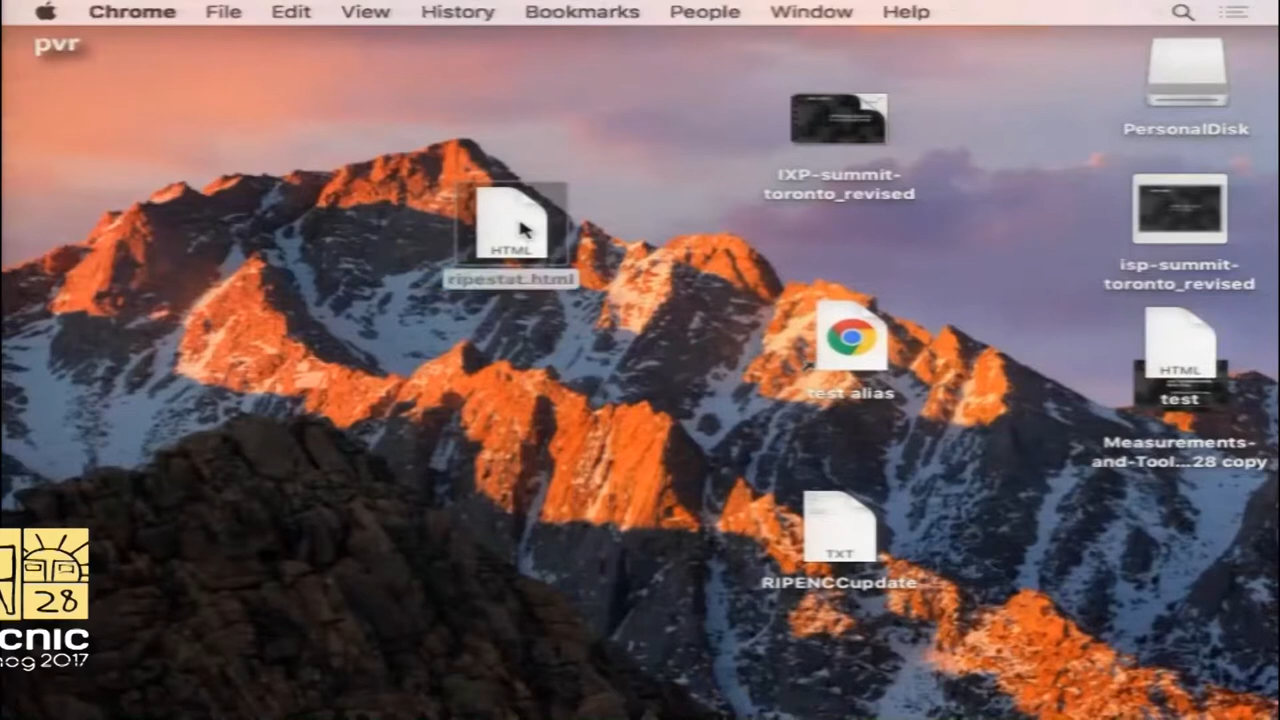 Chrome File Edit View History Bookmarks People Window Help
pvr
PersonalDisk
IXP-summit-
toronto_revised
HTML
ripestat.html
isp-summit-
toronto_revised
test alias
HTML
test
Measurements-
and-Tool...28 copy
TXT
RIPENCCupdate
28
CNIC
nog 2017